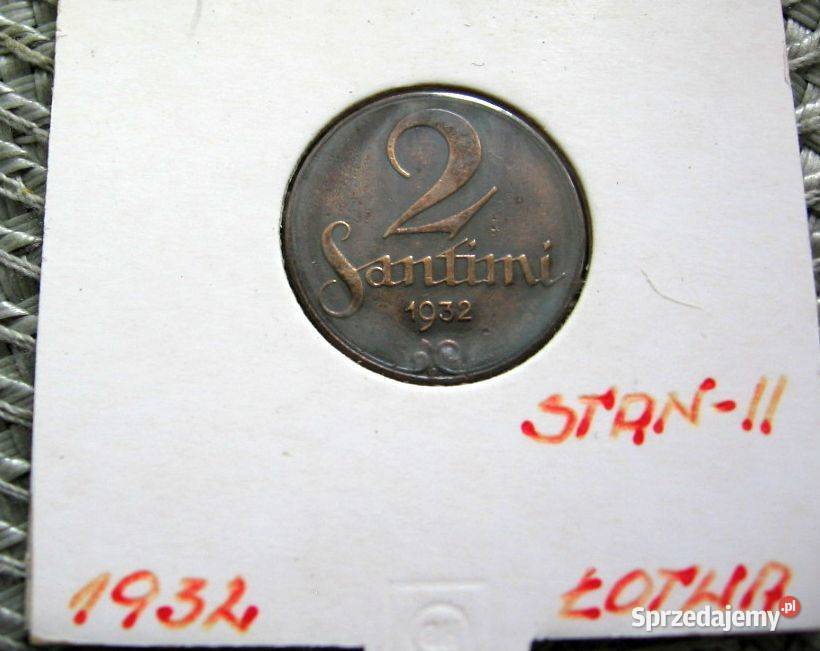 2
Santimi
1932
STAN-II
1932
ŁOTWA
Sprzedajemy.pl